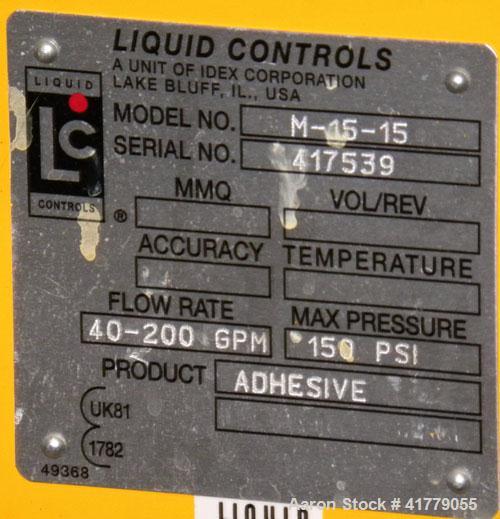 LIQUID CONTROLS
A UNIT OF IDEX CORPORATION
LAKE BLUFF, IL., USA
LIQUID
LC
CONTROLS
®
MODEL NO. M-15-15
SERIAL NO. 417539
MMQ VOL/REV
ACCURACY TEMPERATURE
FLOW RATE MAX PRESSURE
40-200 GPM 150 PSI
PRODUCT ADHESIVE
UK81
1782
49368
LIQUID
Aaron Stock # 41779055